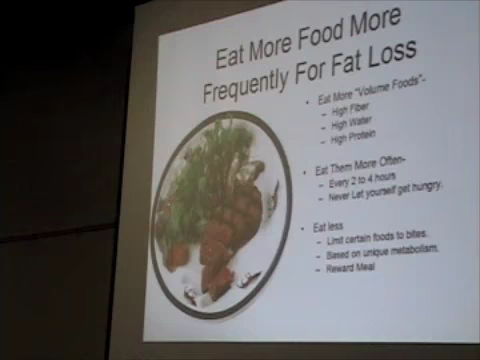 Eat More Food More
Frequently For Fat Loss
• Eat More "Volume Foods"-
– High Fiber
– High Water
– High Protein
• Eat Them More Often-
– Every 2 to 4 hours
– Never Let yourself get hungry.
• Eat less
– Limit certain foods to bites.
– Based on unique metabolism.
– Reward Meal